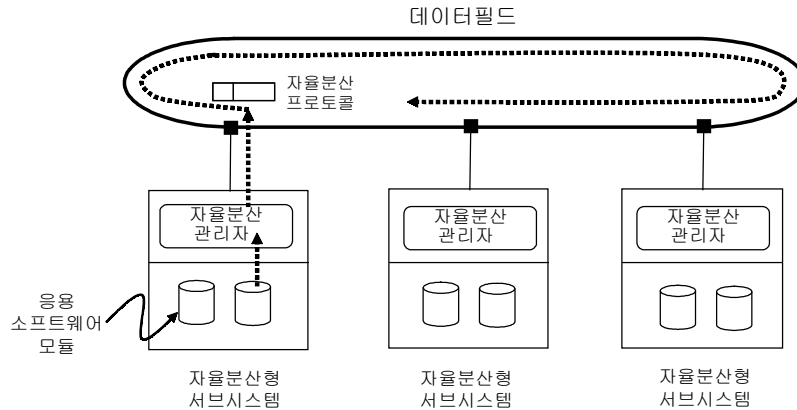 데이터필드
자율분산
프로토콜
자율분산
관리자
자율분산
관리자
자율분산
관리자
응용
소프트웨어
모듈
자율분산형
서브시스템
자율분산형
서브시스템
자율분산형
서브시스템